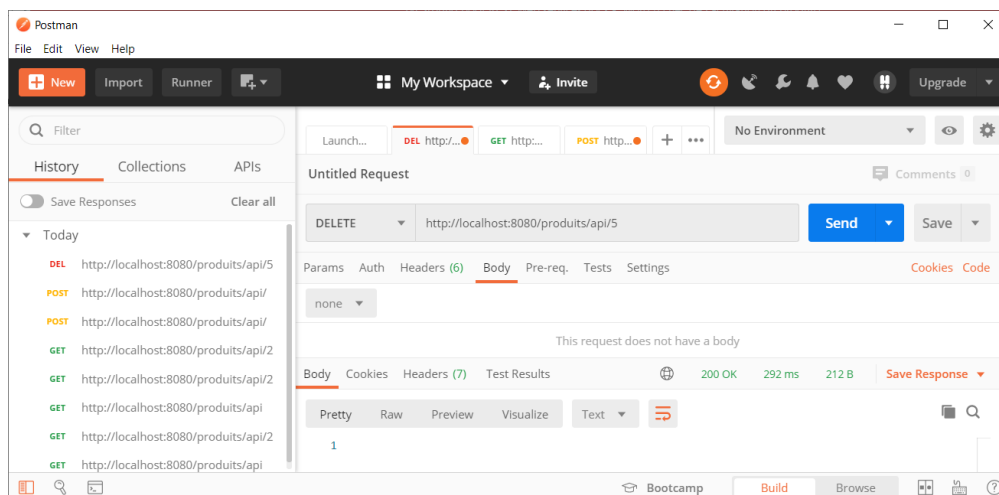 Postman
File Edit View Help
New Import Runner My Workspace Invite Upgrade
Filter
History Collections APIs
Save Responses Clear all
Today
DEL http://localhost:8080/produits/api/5
POST http://localhost:8080/produits/api/
POST http://localhost:8080/produits/api/
GET http://localhost:8080/produits/api/2
GET http://localhost:8080/produits/api/2
GET http://localhost:8080/produits/api
GET http://localhost:8080/produits/api/2
GET http://localhost:8080/produits/api
Launch... DEL http:/... GET http:... POST http... No Environment
Untitled Request Comments 0
DELETE http://localhost:8080/produits/api/5 Send Save
Params Auth Headers (6) Body Pre-req. Tests Settings Cookies Code
none
This request does not have a body
Body Cookies Headers (7) Test Results 200 OK 292 ms 212 B Save Response
Pretty Raw Preview Visualize Text
1
Bootcamp Build Browse